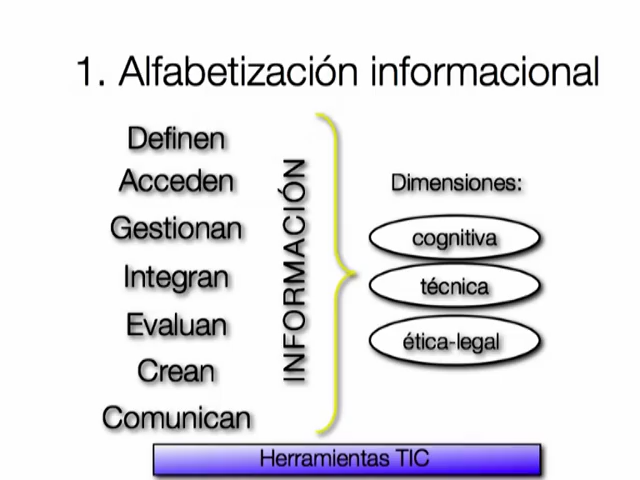 1. Alfabetización informacional
Definen
Acceden
Gestionan
Integran
Evaluan
Crean
Comunican
INFORMACIÓN
Dimensiones:
cognitiva
técnica
ética-legal
Herramientas TIC